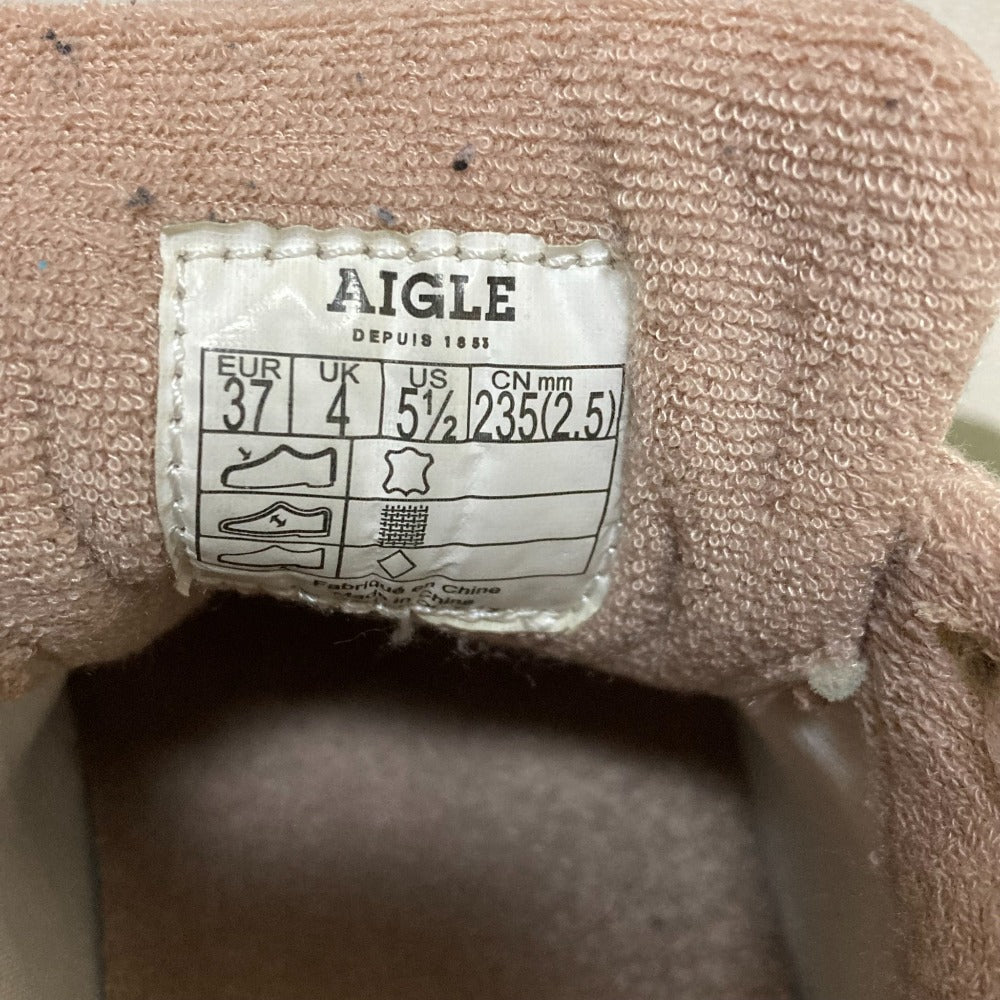 AIGLE
DEPUIS 1853
EUR UK US CN mm
37 4 5½ 235(2.5)
Fabriqué en Chine
Made in China